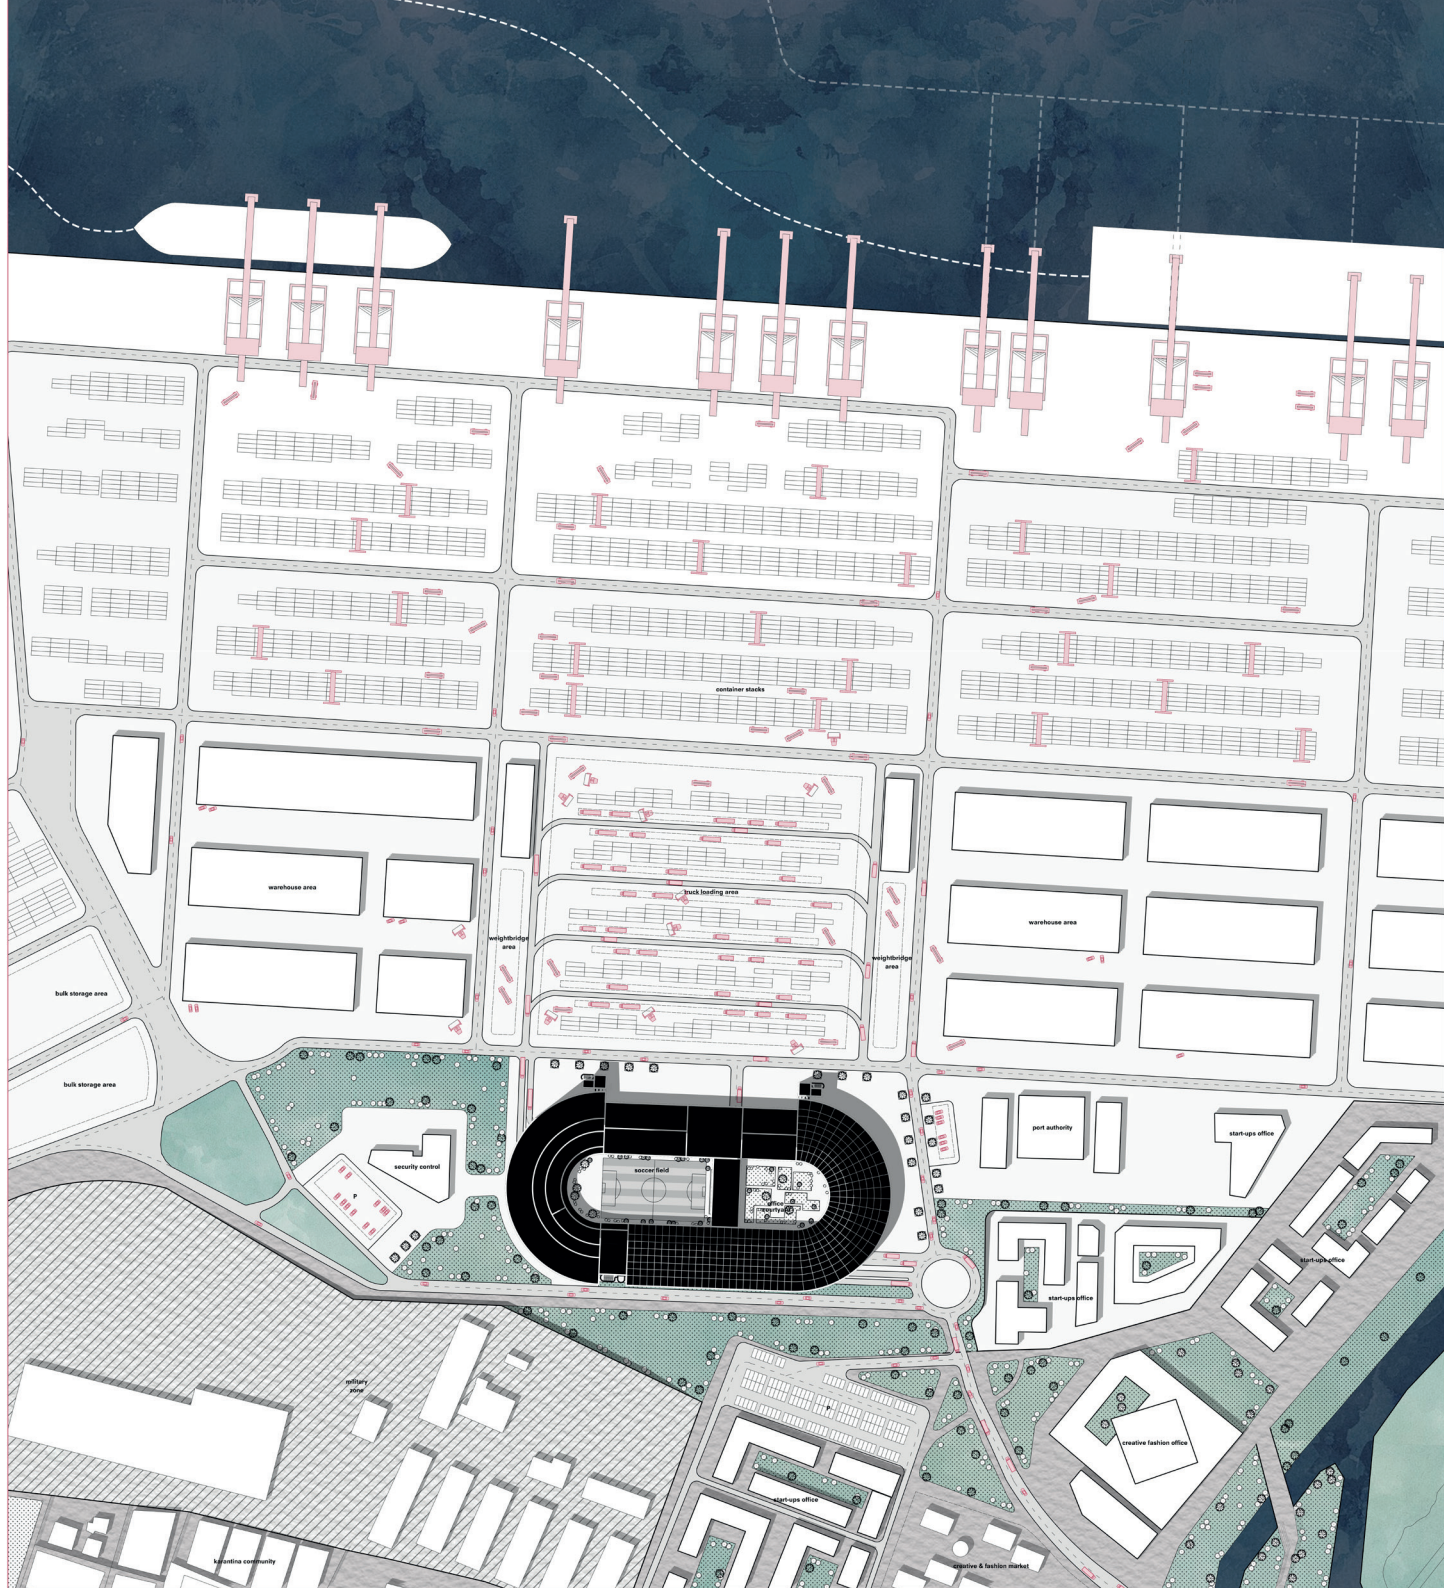 container stacks
warehouse area
truck loading area
warehouse area
weightbridge
area
weightbridge
area
bulk storage area
bulk storage area
port authority
start-ups office
security control
soccer field
P
office
courtyard
start-ups office
start-ups office
military
zone
P
creative fashion office
start-ups office
karantina community
creative & fashion market